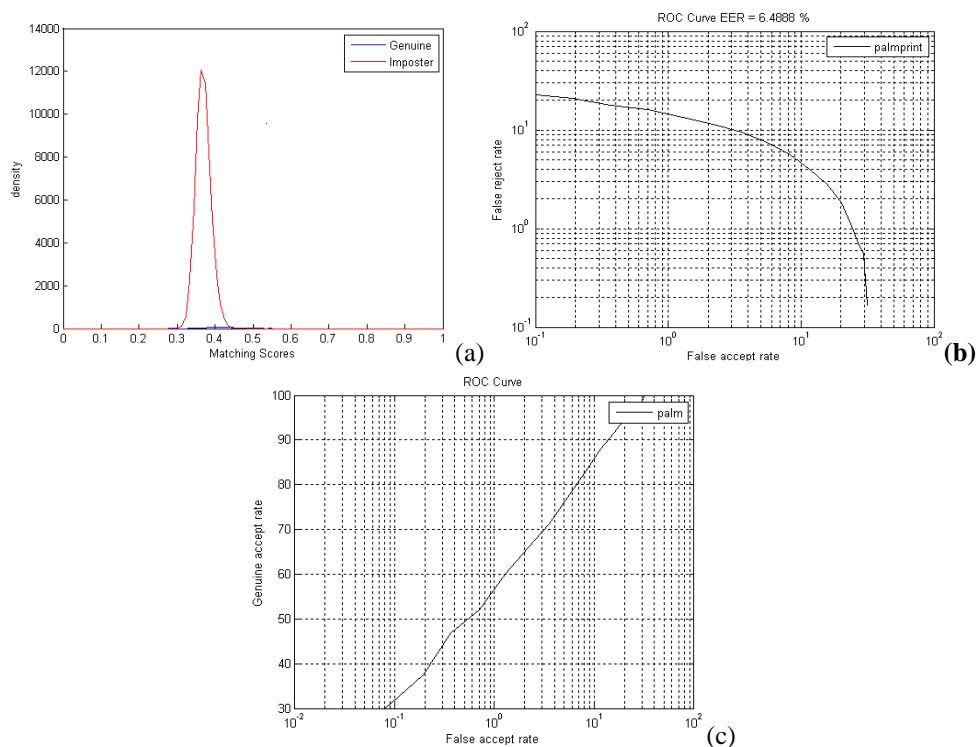 14000
12000
10000
8000
6000
4000
2000
0
density
0 0.1 0.2 0.3 0.4 0.5 0.6 0.7 0.8 0.9 1
Matching Scores
Genuine
Imposter
(a)
ROC Curve EER = 6.4888 %
10^2
10^1
10^0
10^-1
False reject rate
10^-1 10^0 10^1 10^2
False accept rate
palmprint
(b)
ROC Curve
100
90
80
70
60
50
40
30
Genuine accept rate
10^-2 10^-1 10^0 10^1 10^2
False accept rate
palm
(c)